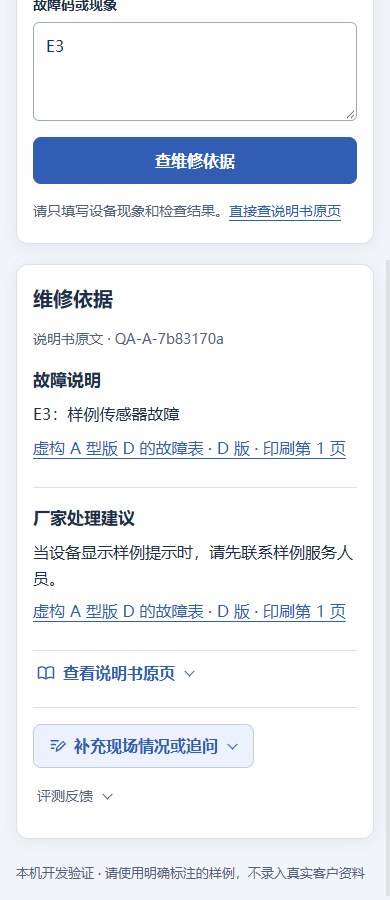 故障码或现象
E3
查维修依据
请只填写设备现象和检查结果。直接查说明书原页
维修依据
说明书原文 · QA-A-7b83170a
故障说明
E3：样例传感器故障
虚构 A 型版 D 的故障表 · D 版 · 印刷第 1 页
厂家处理建议
当设备显示样例提示时，请先联系样例服务人
员。
虚构 A 型版 D 的故障表 · D 版 · 印刷第 1 页
查看说明书原页
补充现场情况或追问
评测反馈
本机开发验证 · 请使用明确标注的样例，不录入真实客户资料